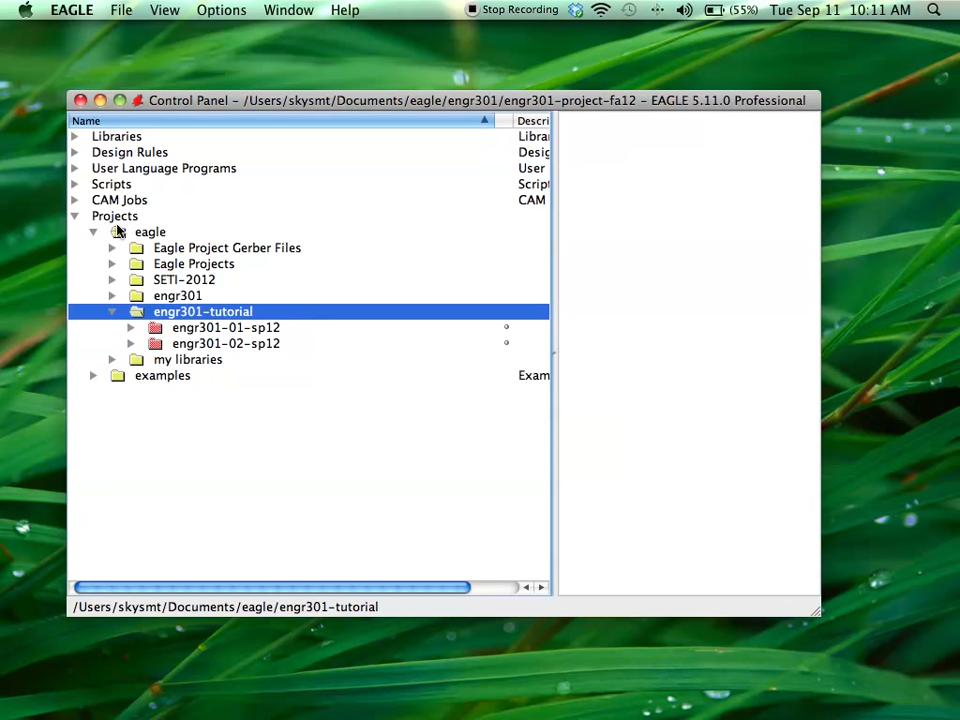 EAGLE File View Options Window Help Stop Recording (55%) Tue Sep 11 10:11 AM
Control Panel – /Users/skysmt/Documents/eagle/engr301/engr301-project-fa12 – EAGLE 5.11.0 Professional
Name Descri
Libraries Librar
Design Rules Desig
User Language Programs User
Scripts Script
CAM Jobs CAM
Projects
eagle
Eagle Project Gerber Files
Eagle Projects
SETI-2012
engr301
engr301-tutorial
engr301-01-sp12
engr301-02-sp12
my libraries
examples Exam
/Users/skysmt/Documents/eagle/engr301-tutorial